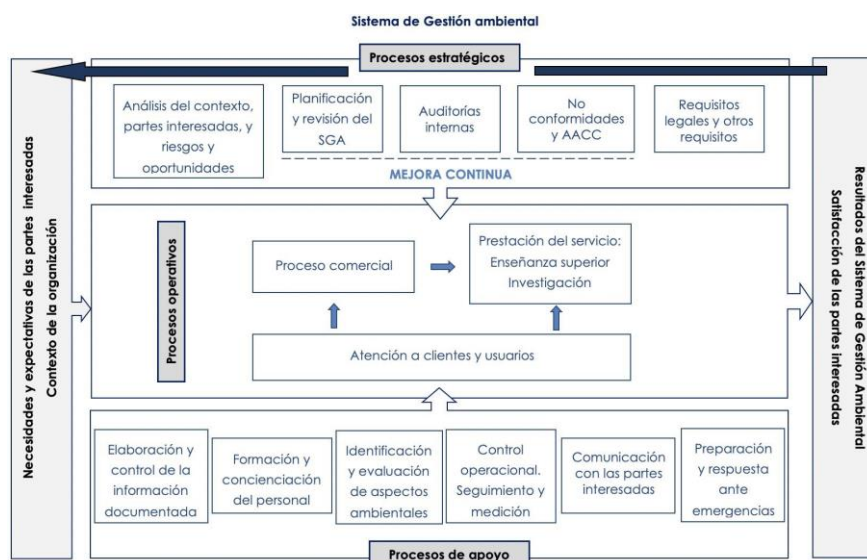 Sistema de Gestión ambiental
Procesos estratégicos
Necesidades y expectativas de las partes interesadas
Contexto de la organización
Análisis del contexto,
partes interesadas, y
riesgos y
oportunidades
Planificación
y revisión del
SGA
Auditorías
internas
No
conformidades
y AACC
Requisitos
legales y otros
requisitos
MEJORA CONTINUA
Procesos operativos
Proceso comercial
Prestación del servicio:
Enseñanza superior
Investigación
Atención a clientes y usuarios
Elaboración y
control de la
información
documentada
Formación y
concienciación
del personal
Identificación
y evaluación
de aspectos
ambientales
Control
operacional.
Seguimiento y
medición
Comunicación
con las partes
interesadas
Preparación
y respuesta
ante
emergencias
Procesos de apoyo
Resultados del Sistema de Gestión Ambiental
Satisfacción de las partes interesadas